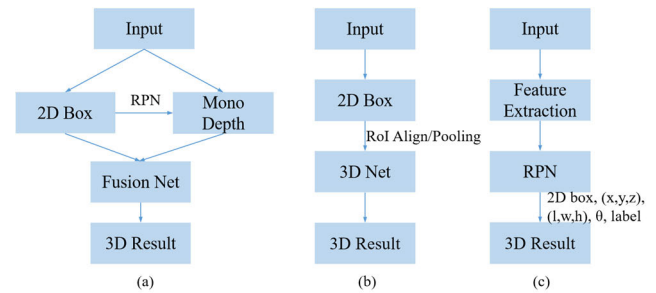 Input
2D Box
RPN
Mono
Depth
Fusion Net
3D Result
(a)
Input
2D Box
RoI Align/Pooling
3D Net
3D Result
(b)
Input
Feature
Extraction
RPN
2D box, (x,y,z),
(l,w,h), θ, label
3D Result
(c)